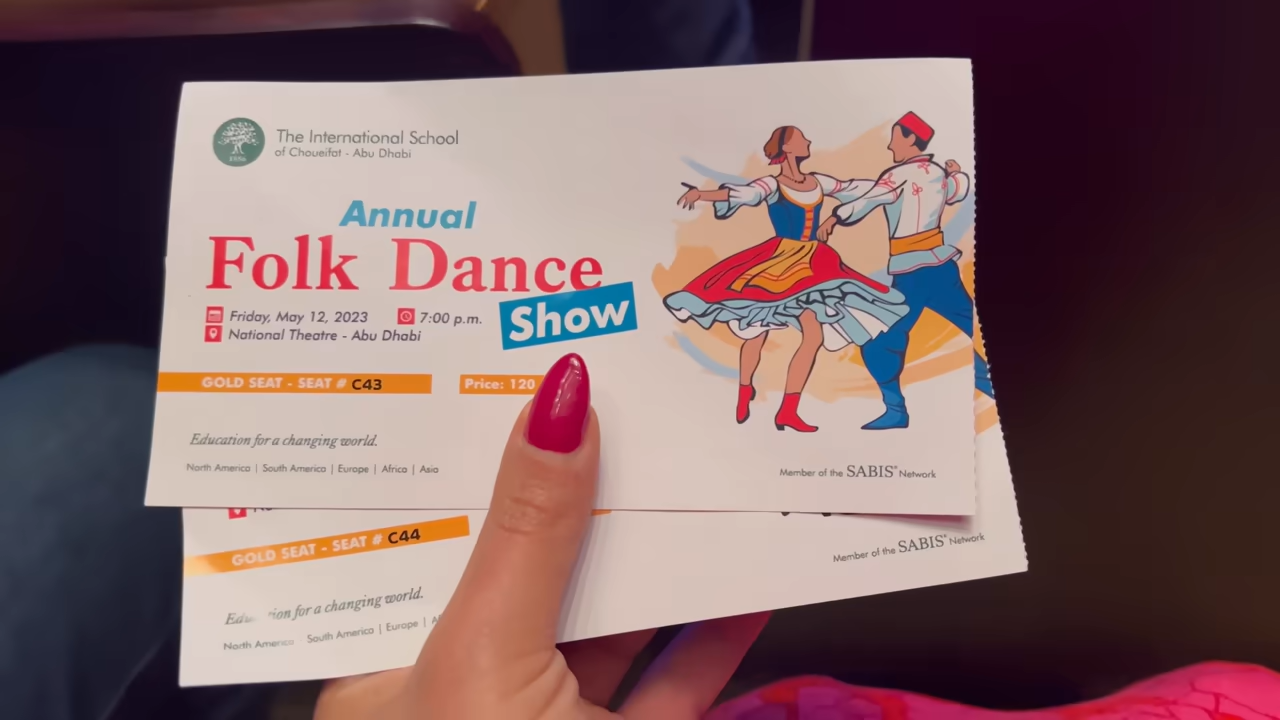 The International School
of Choueifat - Abu Dhabi
1886
Annual
Folk Dance
Show
Friday, May 12, 2023
7:00 p.m.
National Theatre - Abu Dhabi
GOLD SEAT - SEAT # C43
Price: 120
Education for a changing world.
North America | South America | Europe | Africa | Asia
Member of the SABIS® Network
GOLD SEAT - SEAT # C44
Member of the SABIS® Network
for a changing world.
North America South America | Europe |